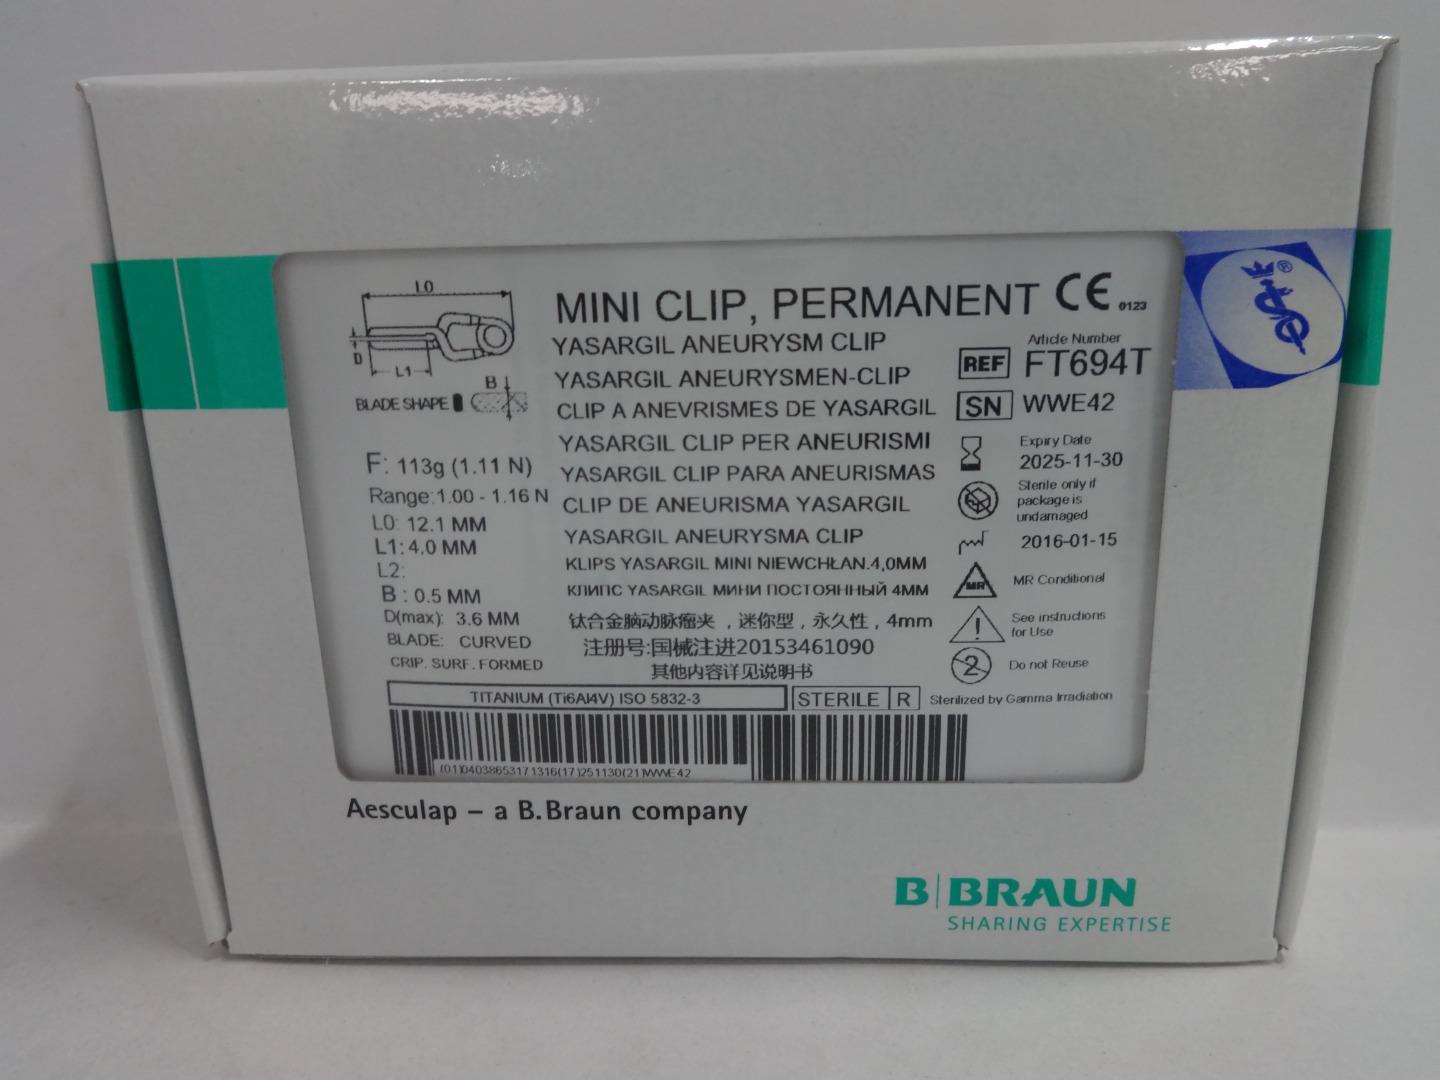 L0
D
L1
B
BLADE SHAPE
F: 113g (1.11 N)
Range:1.00 - 1.16 N
L0: 12.1 MM
L1: 4.0 MM
L2:
B : 0.5 MM
D(max): 3.6 MM
BLADE: CURVED
CRIP. SURF. FORMED
MINI CLIP, PERMANENT CE 0123
YASARGIL ANEURYSM CLIP
YASARGIL ANEURYSMEN-CLIP
CLIP A ANEVRISMES DE YASARGIL
YASARGIL CLIP PER ANEURISMI
YASARGIL CLIP PARA ANEURISMAS
CLIP DE ANEURISMA YASARGIL
YASARGIL ANEURYSMA CLIP
KLIPS YASARGIL MINI NIEWCHŁAN.4,0MM
КЛИПС YASARGIL МИНИ ПОСТОЯННЫЙ 4MM
钛合金脑动脉瘤夹，迷你型，永久性，4mm
注册号:国械注进20153461090
其他内容详见说明书
Article Number
REF FT694T
SN WWE42
Expiry Date
2025-11-30
Sterile only if
package is
undamaged
2016-01-15
MR MR Conditional
See instructions
for Use
2 Do not Reuse
TITANIUM (Ti6Al4V) ISO 5832-3
STERILE R Sterilized by Gamma Irradiation
(01)04038653171316(17)251130(21)WWE42
®
Aesculap – a B.Braun company
B BRAUN
SHARING EXPERTISE